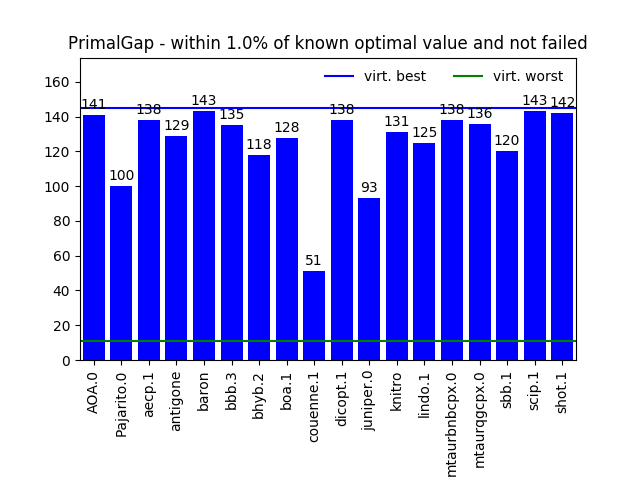 PrimalGap - within 1.0% of known optimal value and not failed
virt. best
virt. worst
160
140
120
100
80
60
40
20
0
141
100
138
129
143
135
118
128
51
138
93
131
125
138
136
120
143
142
AOA.0
Pajarito.0
aecp.1
antigone
baron
bbb.3
bhyb.2
boa.1
couenne.1
dicopt.1
juniper.0
knitro
lindo.1
mtaurbnbcpx.0
mtaurqgcpx.0
sbb.1
scip.1
shot.1